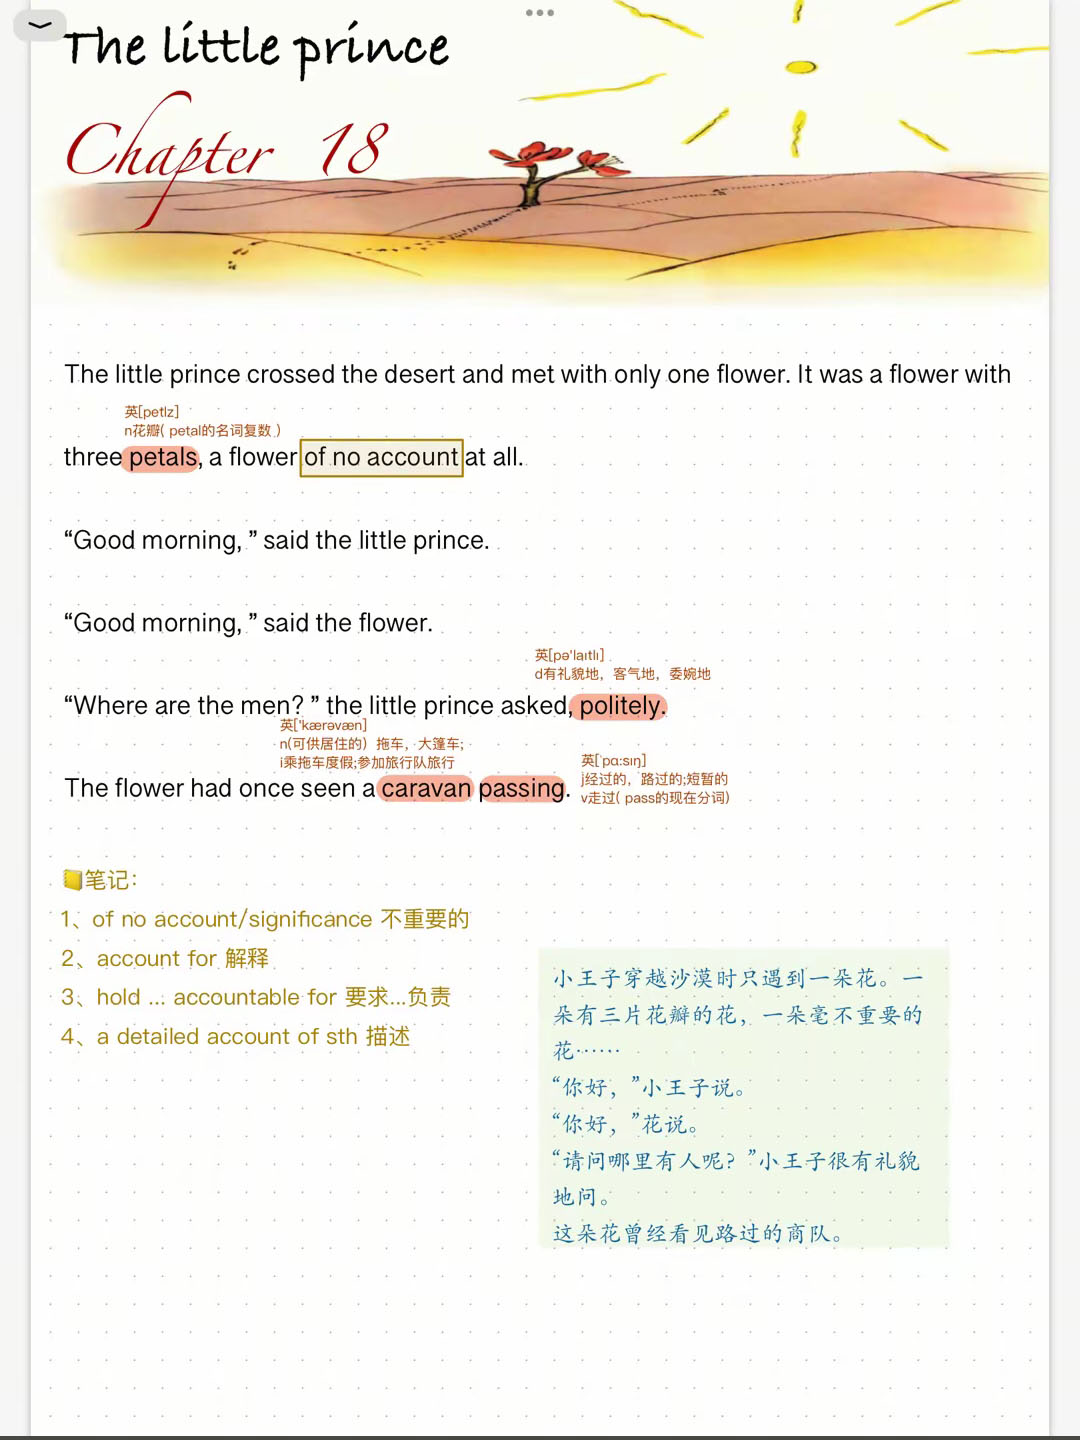 The little prince
Chapter 18
The little prince crossed the desert and met with only one flower. It was a flower with
英[petlz]
n花瓣( petal的名词复数 )
three petals, a flower of no account at all.
“Good morning, ” said the little prince.
“Good morning, ” said the flower.
英[pə'laɪtlɪ]
d有礼貌地，客气地，委婉地
“Where are the men? ” the little prince asked, politely.
英['kærəvæn]
n(可供居住的）拖车，大篷车;
i乘拖车度假;参加旅行队旅行
英[ˈpɑ:sɪŋ]
j经过的，路过的;短暂的
v走过( pass的现在分词)
The flower had once seen a caravan passing.
笔记：
1、of no account/significance 不重要的
2、account for 解释
3、hold ... accountable for 要求...负责
4、a detailed account of sth 描述
小王子穿越沙漠时只遇到一朵花。一
朵有三片花瓣的花，一朵毫不重要的
花……
“你好，”小王子说。
“你好，”花说。
“请问哪里有人呢？”小王子很有礼貌
地问。
这朵花曾经看见路过的商队。